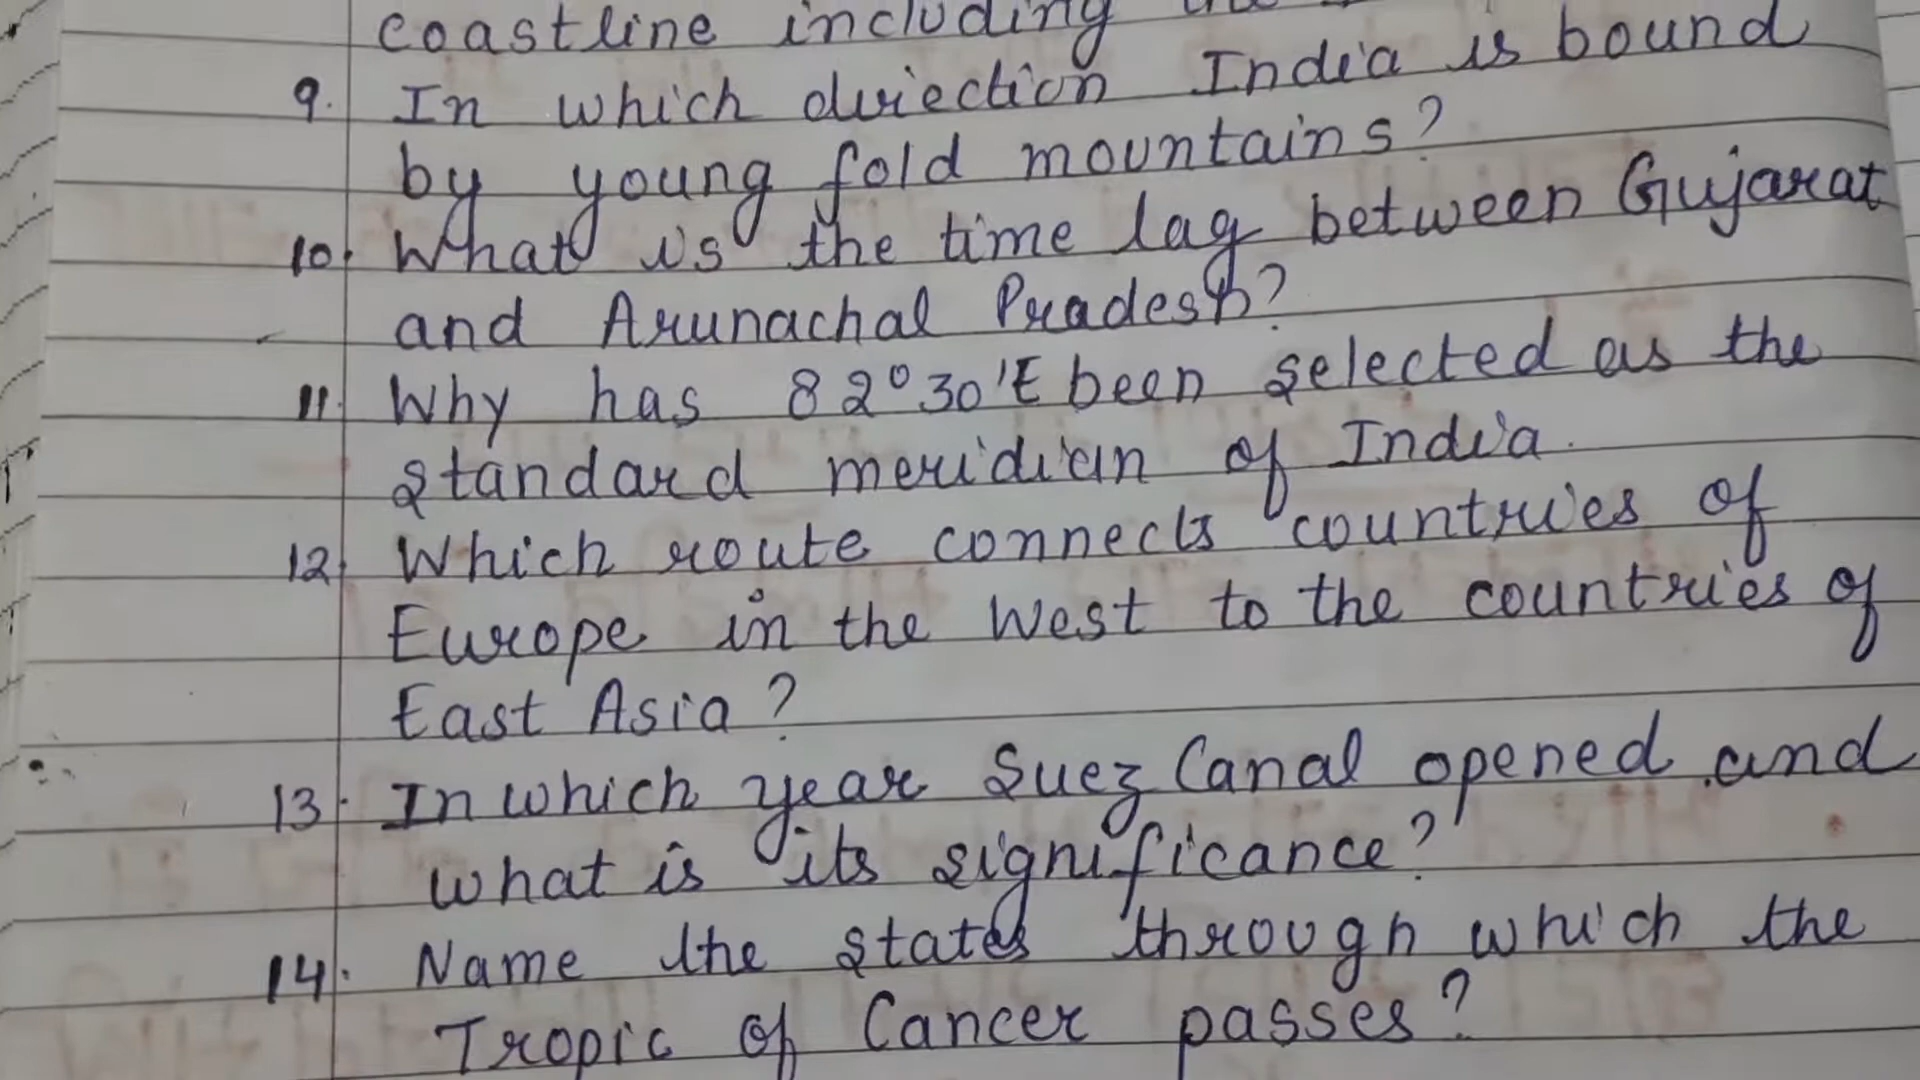 coastline including
9. In which direction India is bound
by young fold mountains?
10. What is the time lag between Gujarat
and Arunachal Pradesh?
11. Why has 82°30'E been selected as the
standard meridian of India.
12. Which route connects countries of
Europe in the West to the countries of
East Asia?
13. In which year Suez Canal opened and
what is its significance?
14. Name the states through which the
Tropic of Cancer passes?